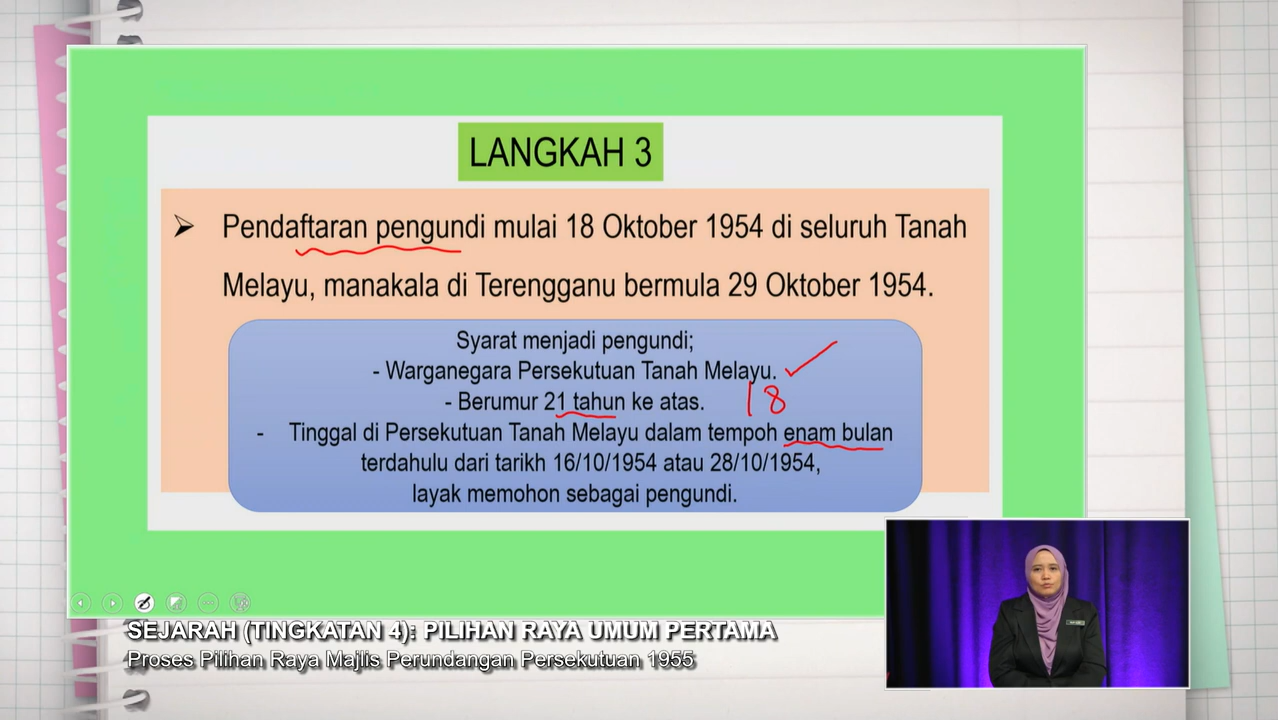 LANGKAH 3
➢ Pendaftaran pengundi mulai 18 Oktober 1954 di seluruh Tanah
Melayu, manakala di Terengganu bermula 29 Oktober 1954.
Syarat menjadi pengundi;
- Warganegara Persekutuan Tanah Melayu.
- Berumur 21 tahun ke atas. 18
- Tinggal di Persekutuan Tanah Melayu dalam tempoh enam bulan
terdahulu dari tarikh 16/10/1954 atau 28/10/1954,
layak memohon sebagai pengundi.
SEJARAH (TINGKATAN 4): PILIHAN RAYA UMUM PERTAMA
Proses Pilihan Raya Majlis Perundangan Persekutuan 1955